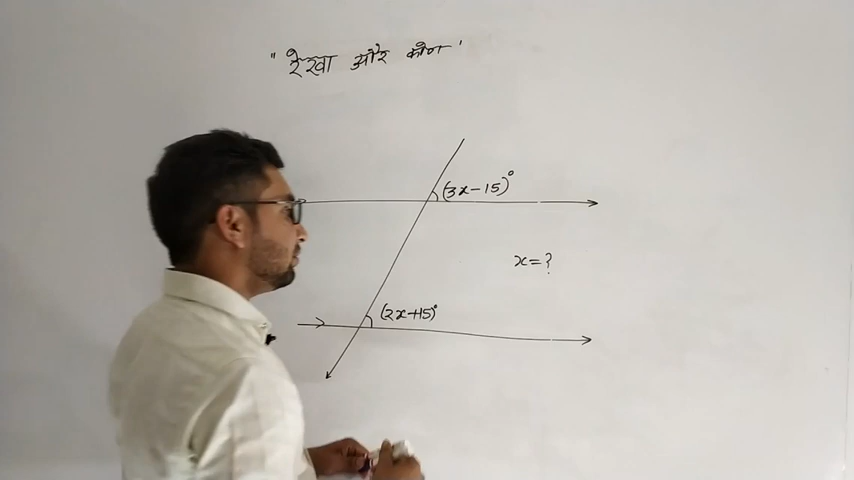 "रेखा और कोण"
(3x-15)°
x=?
(2x+15)°